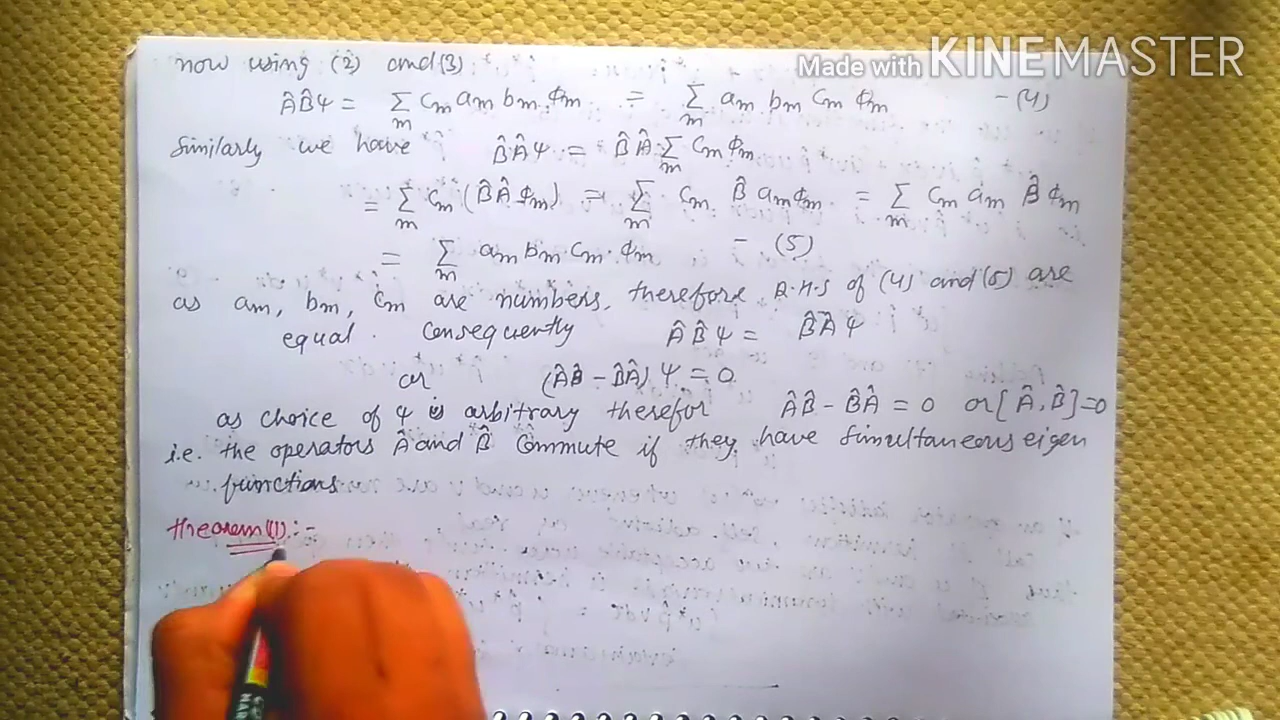 Made with KINEMASTER
now using (2) and (3)
ÂB̂Ψ = Σ_m C_m a_m b_m Φ_m = Σ_m a_m b_m C_m Φ_m - (4)
Similarly we have B̂ÂΨ = B̂Â Σ_m C_m Φ_m
= Σ_m C_m (B̂ÂΦ_m) = Σ_m C_m B̂ a_m Φ_m = Σ_m C_m a_m B̂ Φ_m
= Σ_m a_m b_m C_m . Φ_m - (5)
as a_m, b_m, C_m are numbers, therefore R.H.S of (4) and (5) are
equal . Consequently ÂB̂Ψ = B̂ÂΨ
or (ÂB̂ - B̂Â) Ψ = 0
as choice of Ψ is arbitrary therefor ÂB̂ - B̂Â = 0 or [Â, B̂] = 0
i.e. the operators Â and B̂ Commute if they have simultaneous eigen
functions.
theorem (1) :-